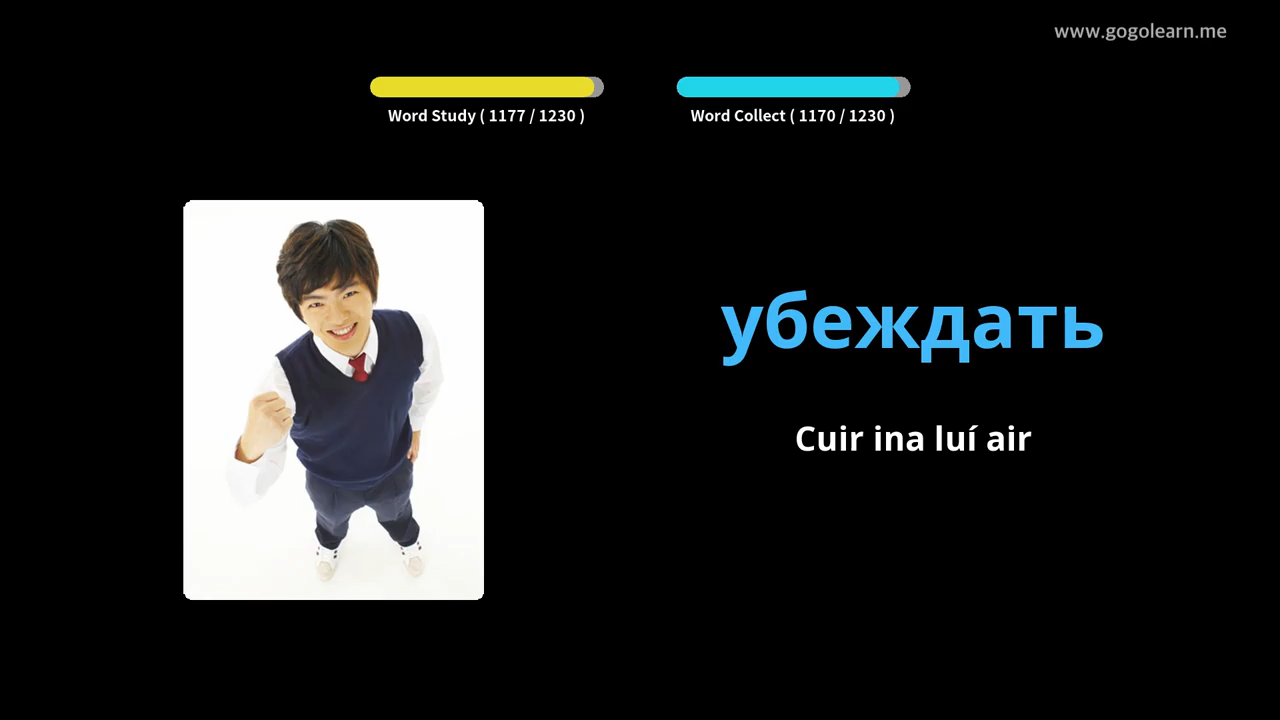 www.gogolearn.me
Word Study ( 1177 / 1230 )
Word Collect ( 1170 / 1230 )
убеждать
Cuir ina luí air